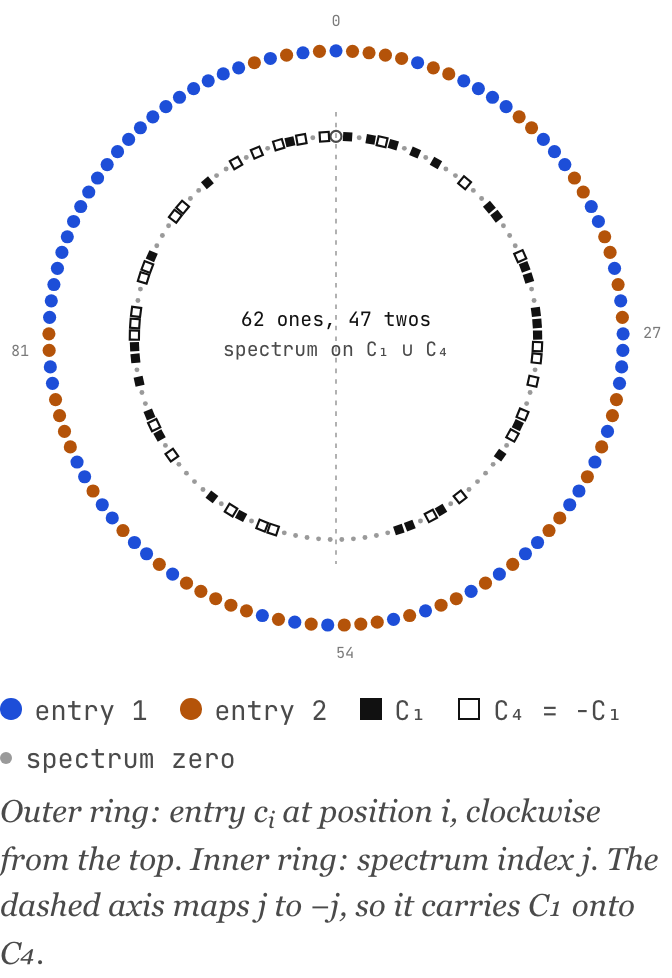 0
62 ones, 47 twos
27
spectrum on C₁ ∪ C₄
81
54
entry 1 entry 2 C₁ C₄ = -C₁
spectrum zero
Outer ring: entry cᵢ at position i, clockwise
from the top. Inner ring: spectrum index j. The
dashed axis maps j to −j, so it carries C1 onto
C4.